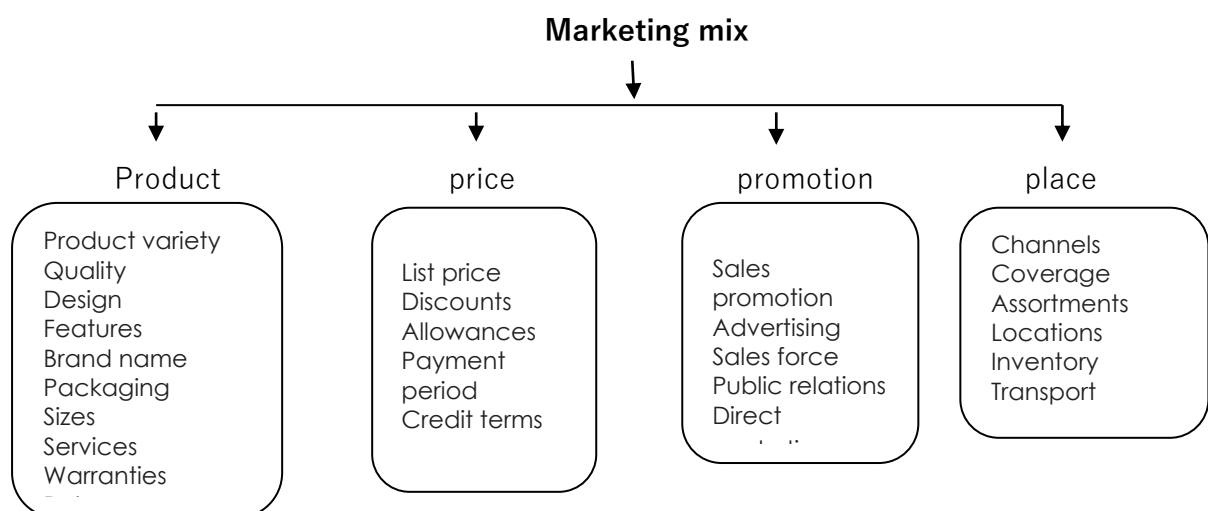 Marketing mix
Product
Product variety
Quality
Design
Features
Brand name
Packaging
Sizes
Services
Warranties
price
List price
Discounts
Allowances
Payment
period
Credit terms
promotion
Sales
promotion
Advertising
Sales force
Public relations
Direct
place
Channels
Coverage
Assortments
Locations
Inventory
Transport